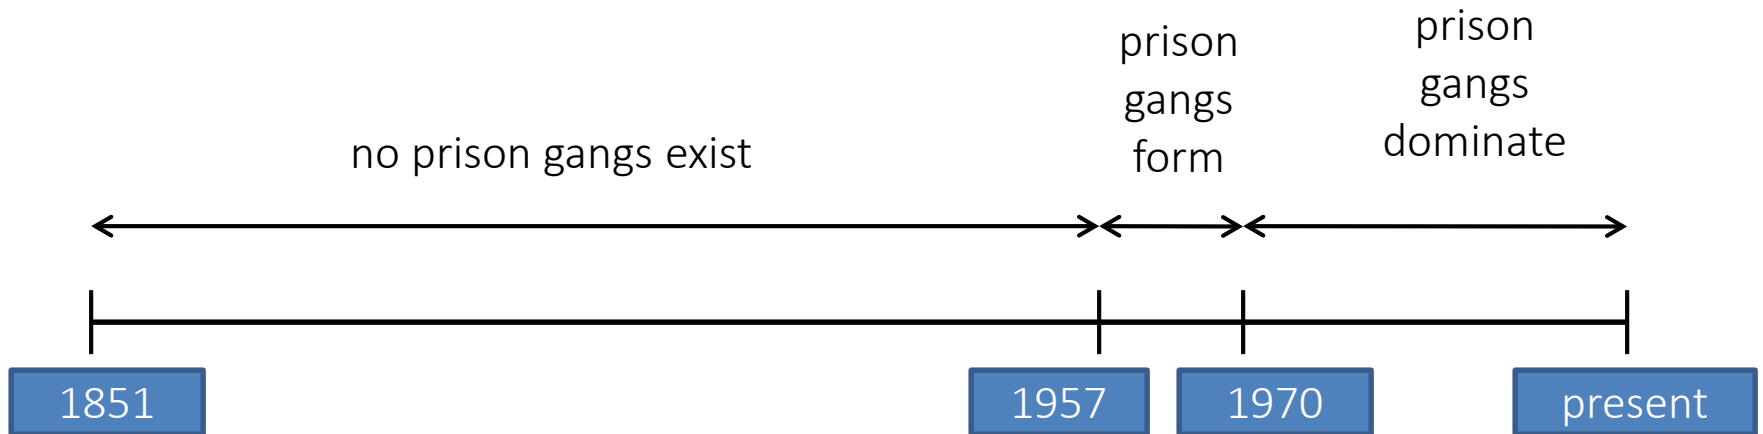 no prison gangs exist
prison
gangs
form
prison
gangs
dominate
1851
1957
1970
present